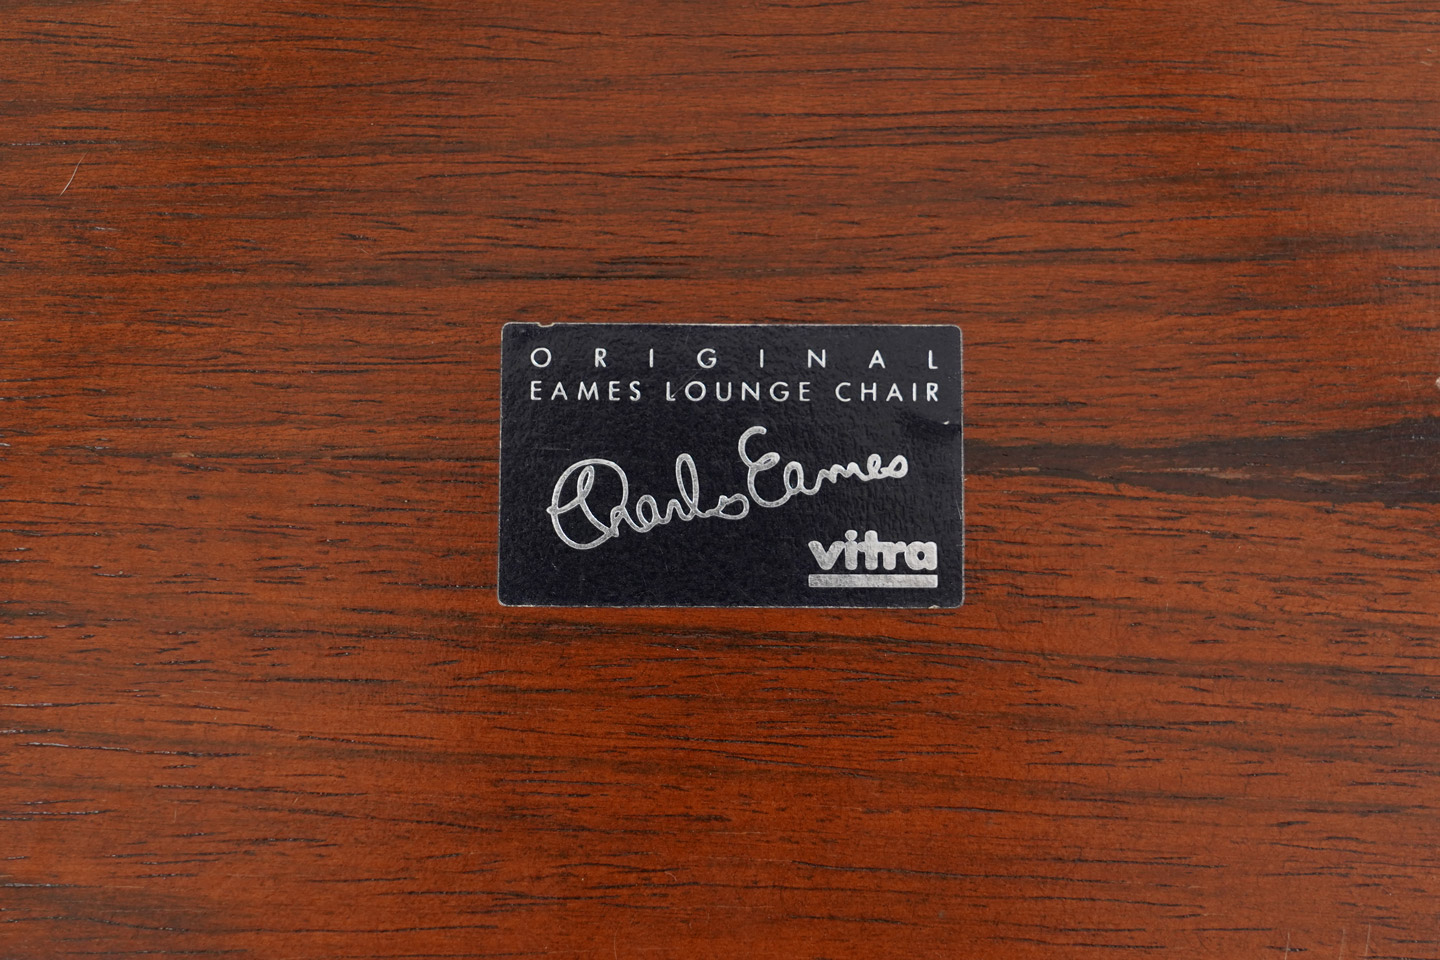 ORIGINAL
EAMES LOUNGE CHAIR
Charles Eames
vitra